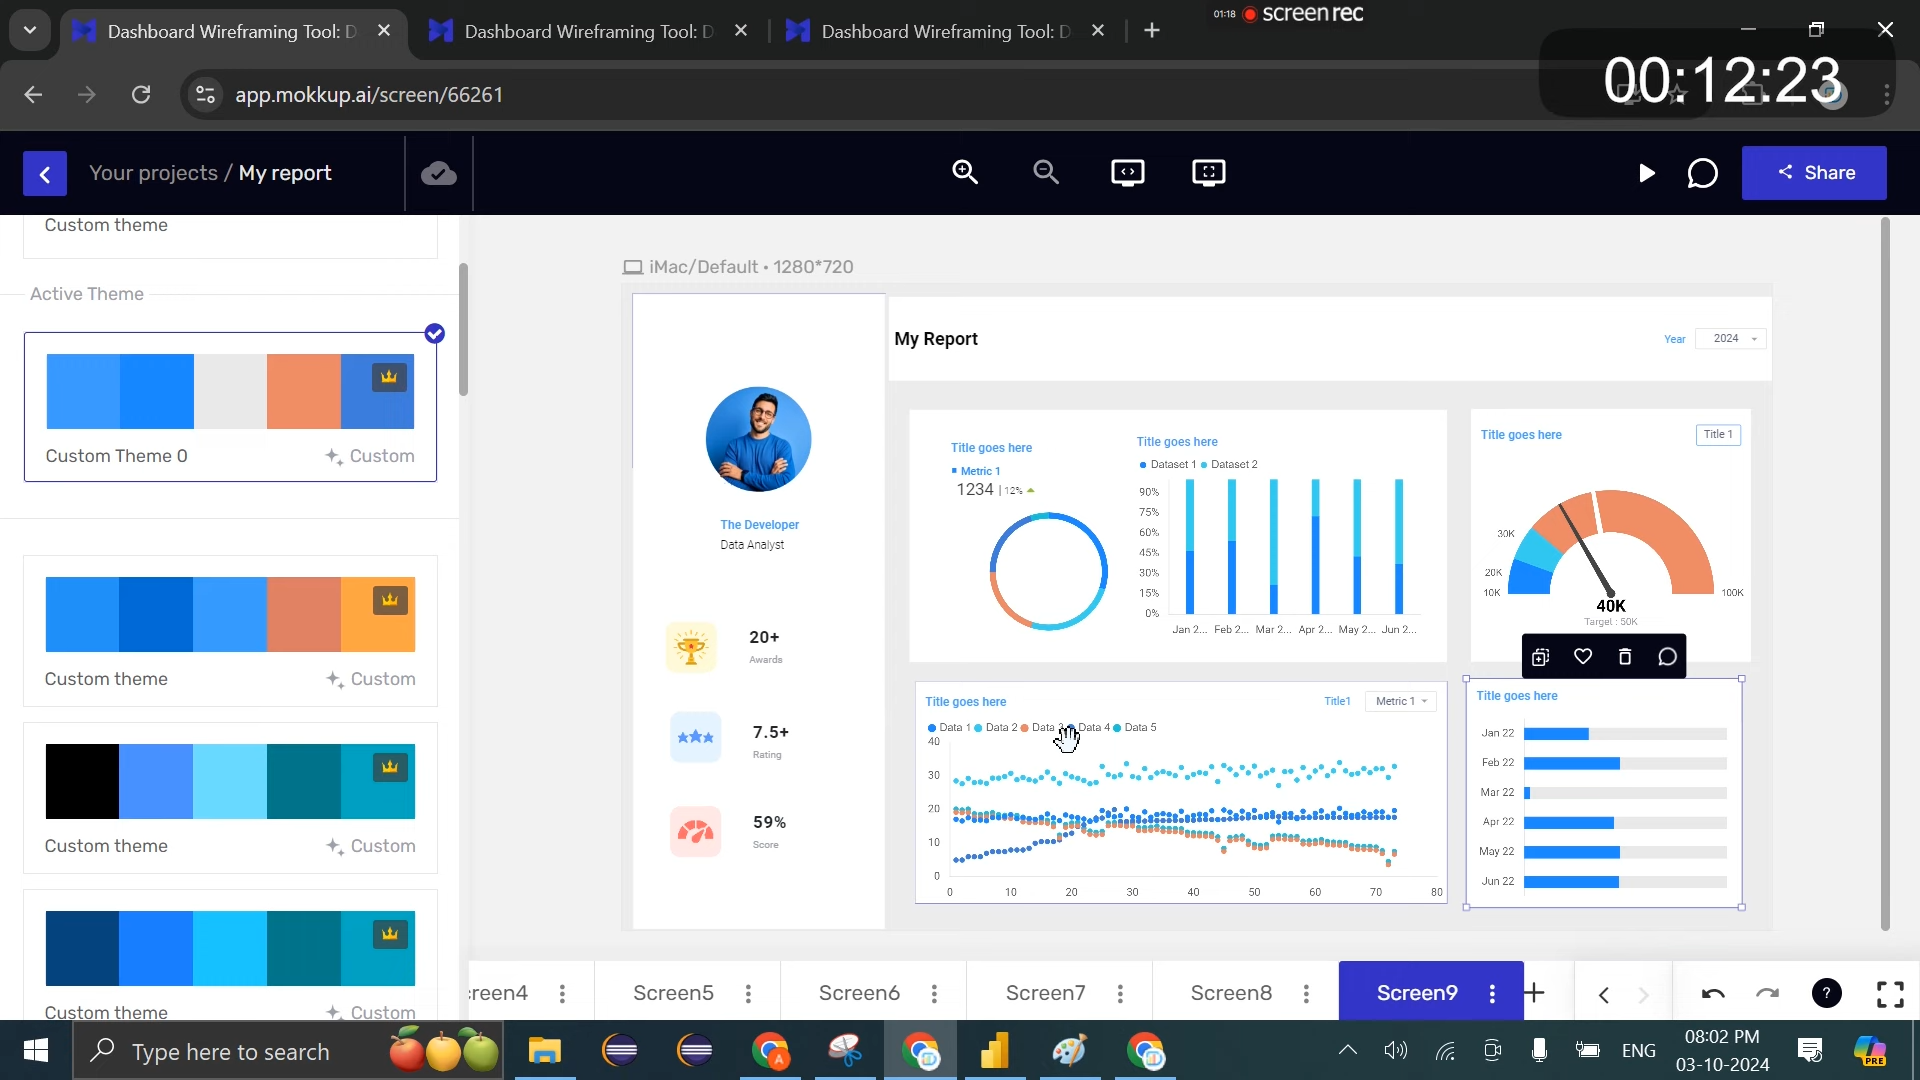 Dashboard Wireframing Tool: D
Dashboard Wireframing Tool: D
Dashboard Wireframing Tool: D
01:18 screenrec
app.mokkup.ai/screen/66261
00:12:23
Your projects / My report
Share
Custom theme
Active Theme
Custom Theme 0
Custom
Custom theme
Custom
Custom theme
Custom
Custom theme
Custom
iMac/Default • 1280*720
My Report
Year
2024
The Developer
Data Analyst
20+
Awards
7.5+
Rating
59%
Score
Title goes here
Metric 1
1234 | 12%
Title goes here
Dataset 1 Dataset 2
90%
75%
60%
45%
30%
15%
0%
Jan 2... Feb 2... Mar 2... Apr 2... May 2... Jun 2...
Title goes here
Title 1
30K
20K
10K
100K
40K
Target : 50K
Title goes here
Title1
Metric 1
Data 1 Data 2 Data 3 Data 4 Data 5
40
30
20
10
0
0 10 20 30 40 50 60 70 80
Title goes here
Jan 22
Feb 22
Mar 22
Apr 22
May 22
Jun 22
creen4
Screen5
Screen6
Screen7
Screen8
Screen9
?
Type here to search
ENG
08:02 PM
03-10-2024
PRE